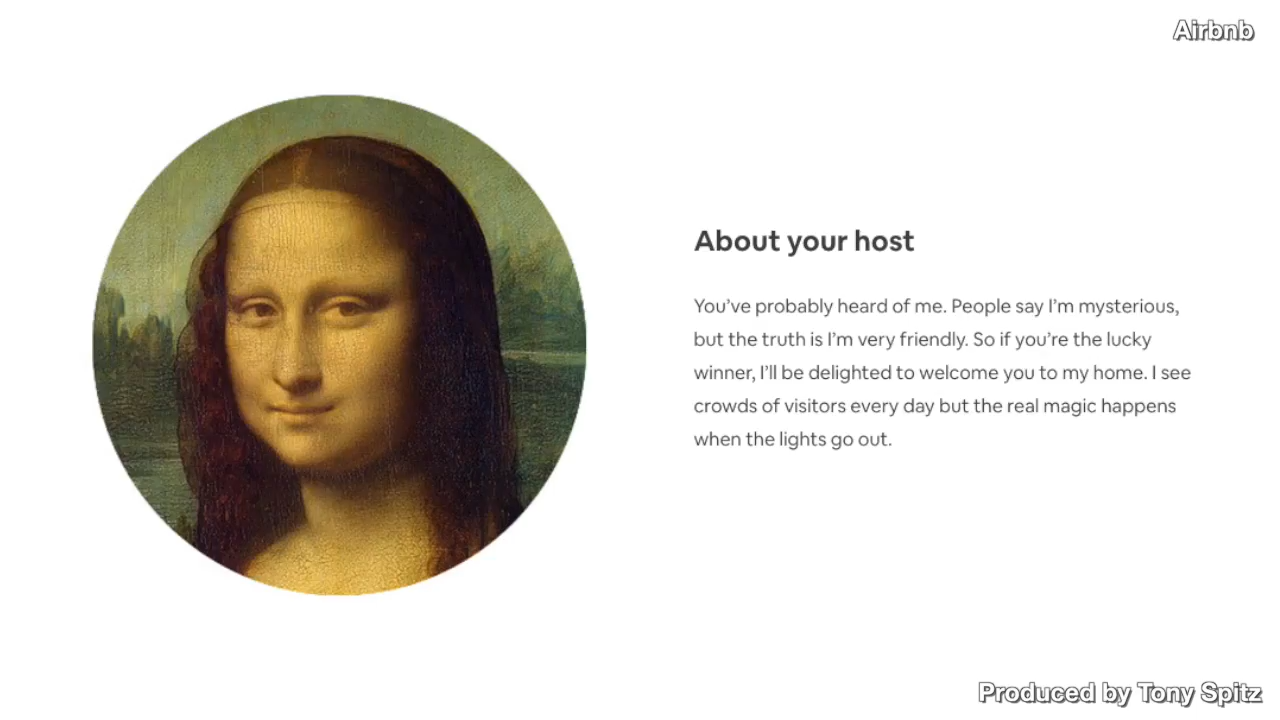 Airbnb
About your host
You’ve probably heard of me. People say I’m mysterious,
but the truth is I’m very friendly. So if you’re the lucky
winner, I’ll be delighted to welcome you to my home. I see
crowds of visitors every day but the real magic happens
when the lights go out.
Produced by Tony Spitz